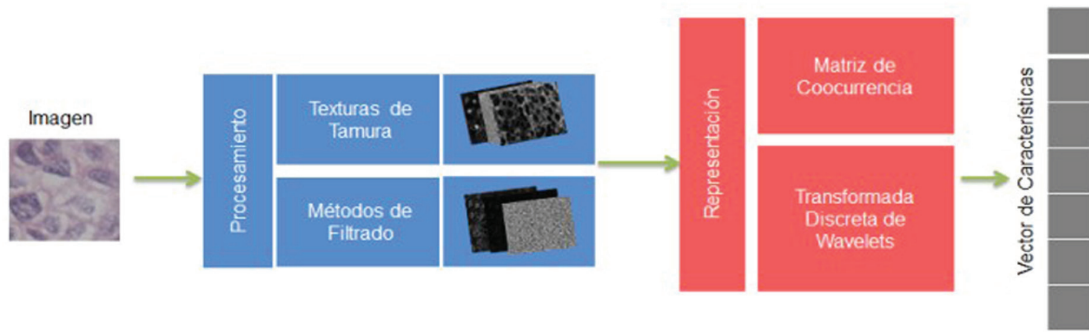 Imagen
Procesamiento
Texturas de
Tamura
Métodos de
Filtrado
Representación
Matriz de
Coocurrencia
Transformada
Discreta de
Wavelets
Vector de Características